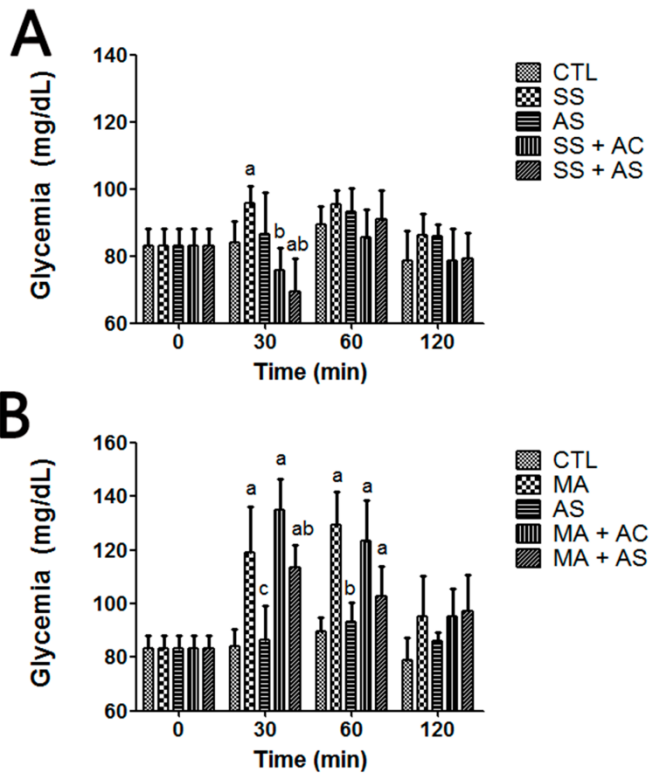 A
Glycemia (mg/dL)
140
120
100
80
60
a
b
ab
0
30
60
120
Time (min)
CTL
SS
AS
SS + AC
SS + AS
B
Glycemia (mg/dL)
160
140
120
100
80
60
a
c
a
ab
a
b
a
a
0
30
60
120
Time (min)
CTL
MA
AS
MA + AC
MA + AS